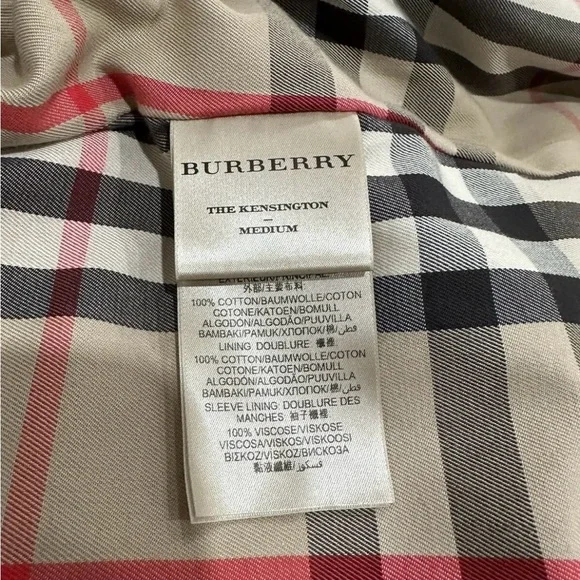 BURBERRY
THE KENSINGTON
—
MEDIUM
EXTERIEUR/PRINCIPALE
外部/主要布料
100% COTTON/BAUMWOLLE/COTON
COTONE/KATOEN/BOMULL
ALGODON/ALGODÃO/PUUVILLA
BAMBAKI/PAMUK/ХЛОПОК/棉/قطن
LINING: DOUBLURE 襯裡
100% COTTON/BAUMWOLLE/COTON
COTONE/KATOEN/BOMULL
ALGODÓN/ALGODÃO/PUUVILLA
BAMBAKI/PAMUK/ХЛОПОК/棉/قطن
SLEEVE LINING: DOUBLURE DES
MANCHES 袖子襯裡
100% VISCOSE/VISKOSE
VISCOSA/VISKOS/VISKOOSI
ΒΙΣΚΟΖ/VISKOZ/ВИСКОЗА
黏液纖維/فسكوز